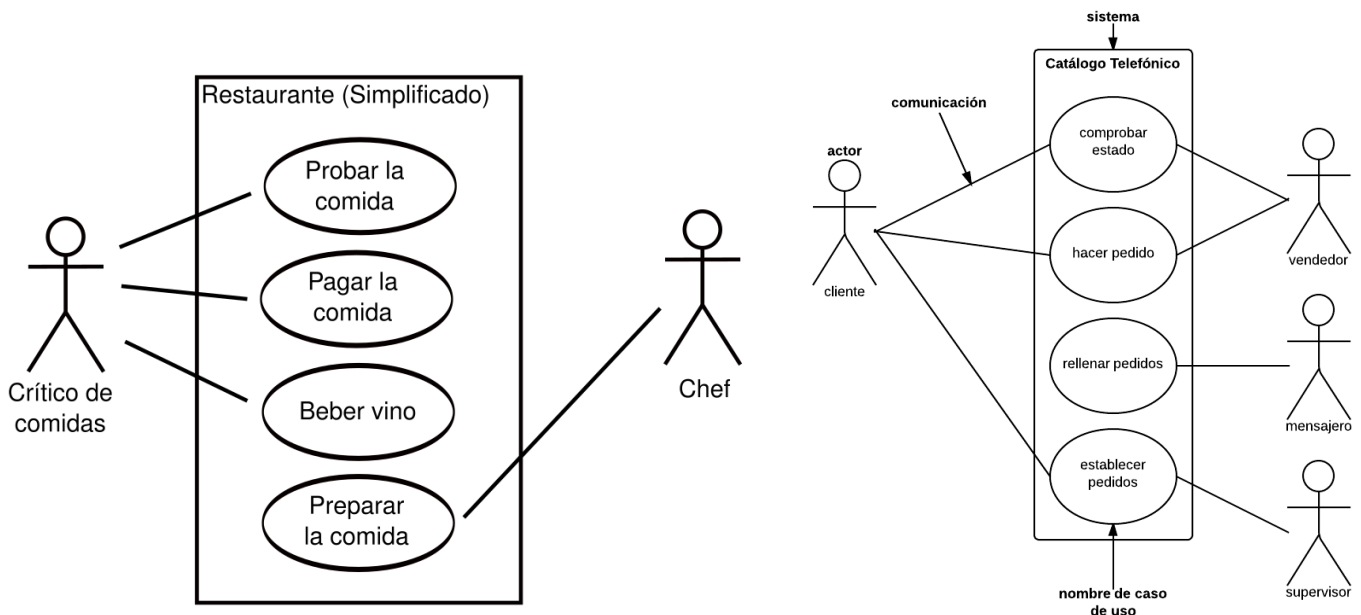 Restaurante (Simplificado)
Probar la
comida
Pagar la
comida
Beber vino
Preparar
la comida
Crítico de
comidas
Chef
sistema
Catálogo Telefónico
comunicación
actor
cliente
comprobar
estado
hacer pedido
rellenar pedidos
establecer
pedidos
vendedor
mensajero
supervisor
nombre de caso
de uso